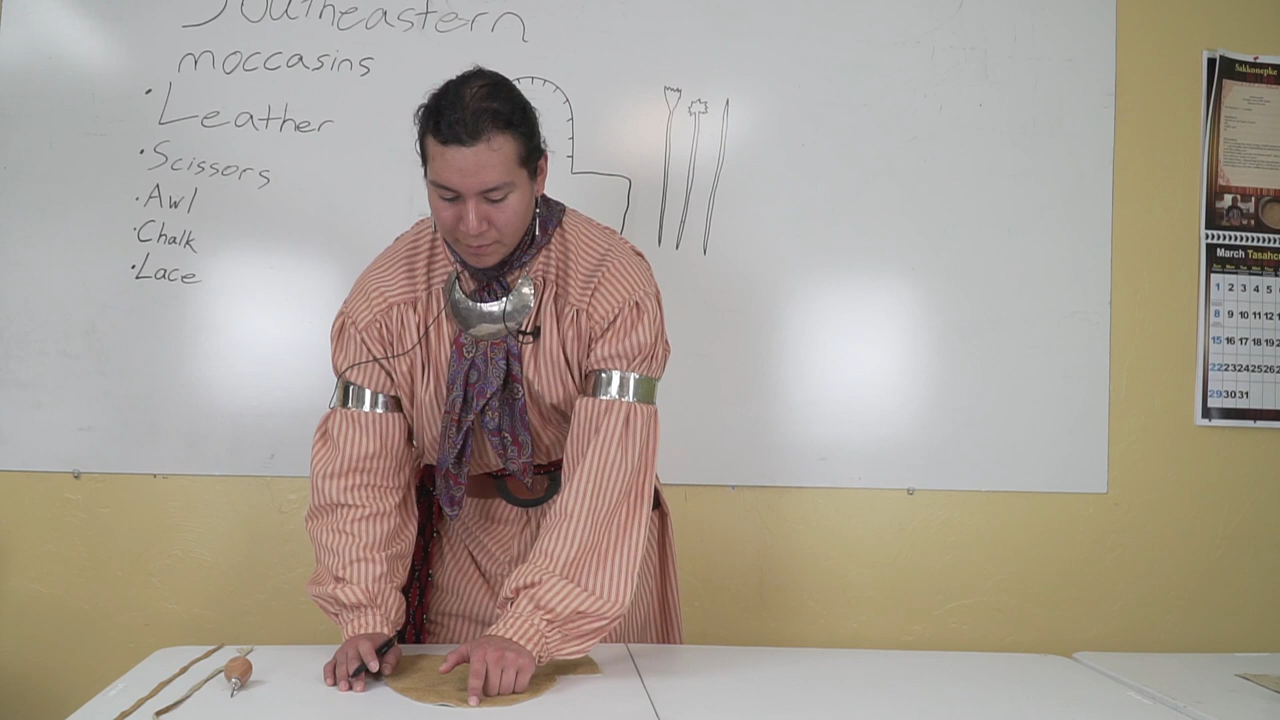 Southeastern
moccasins
• Leather
• Scissors
• Awl
• Chalk
• Lace
Sakkonepke
March Tasahce
1 2 3 4 5
8 9 10 11 12
15 16 17 18 19
22 23 24 25 26
29 30 31